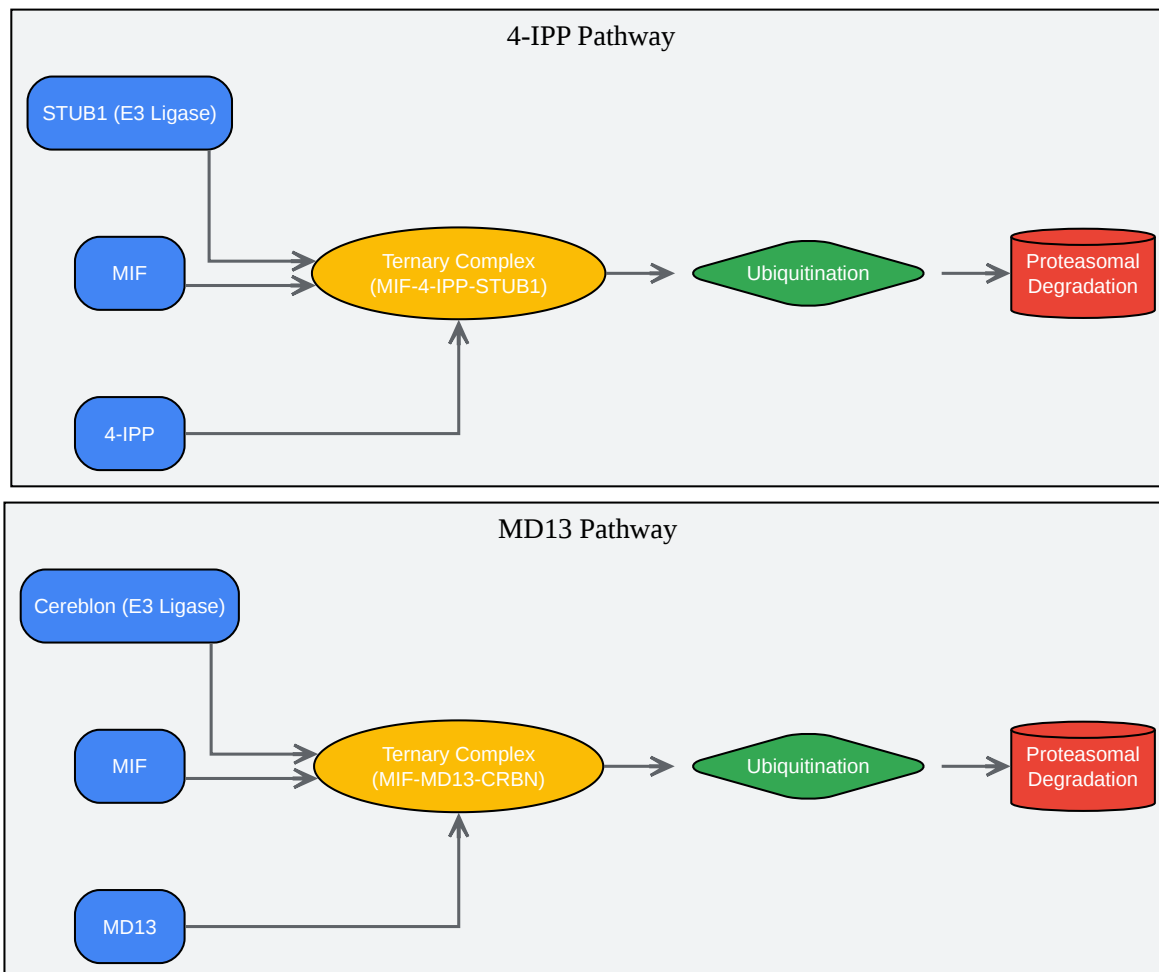 4-IPP Pathway
STUB1 (E3 Ligase)
MIF
4-IPP
Ternary Complex
(MIF-4-IPP-STUB1)
Ubiquitination
Proteasomal
Degradation
MD13 Pathway
Cereblon (E3 Ligase)
MIF
MD13
Ternary Complex
(MIF-MD13-CRBN)
Ubiquitination
Proteasomal
Degradation